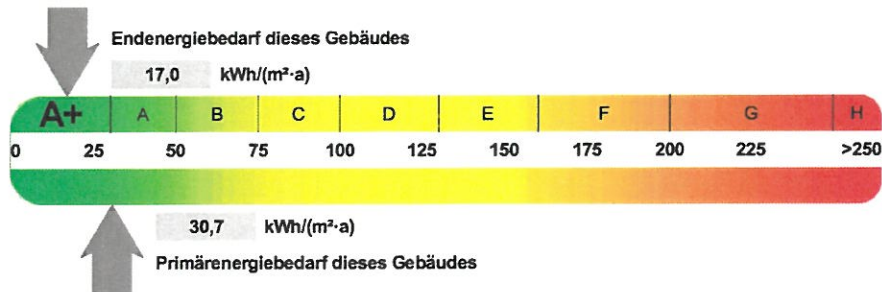 Endenergiebedarf dieses Gebäudes
17,0 kWh/(m²·a)
A+ A B C D E F G H
0 25 50 75 100 125 150 175 200 225 >250
30,7 kWh/(m²·a)
Primärenergiebedarf dieses Gebäudes